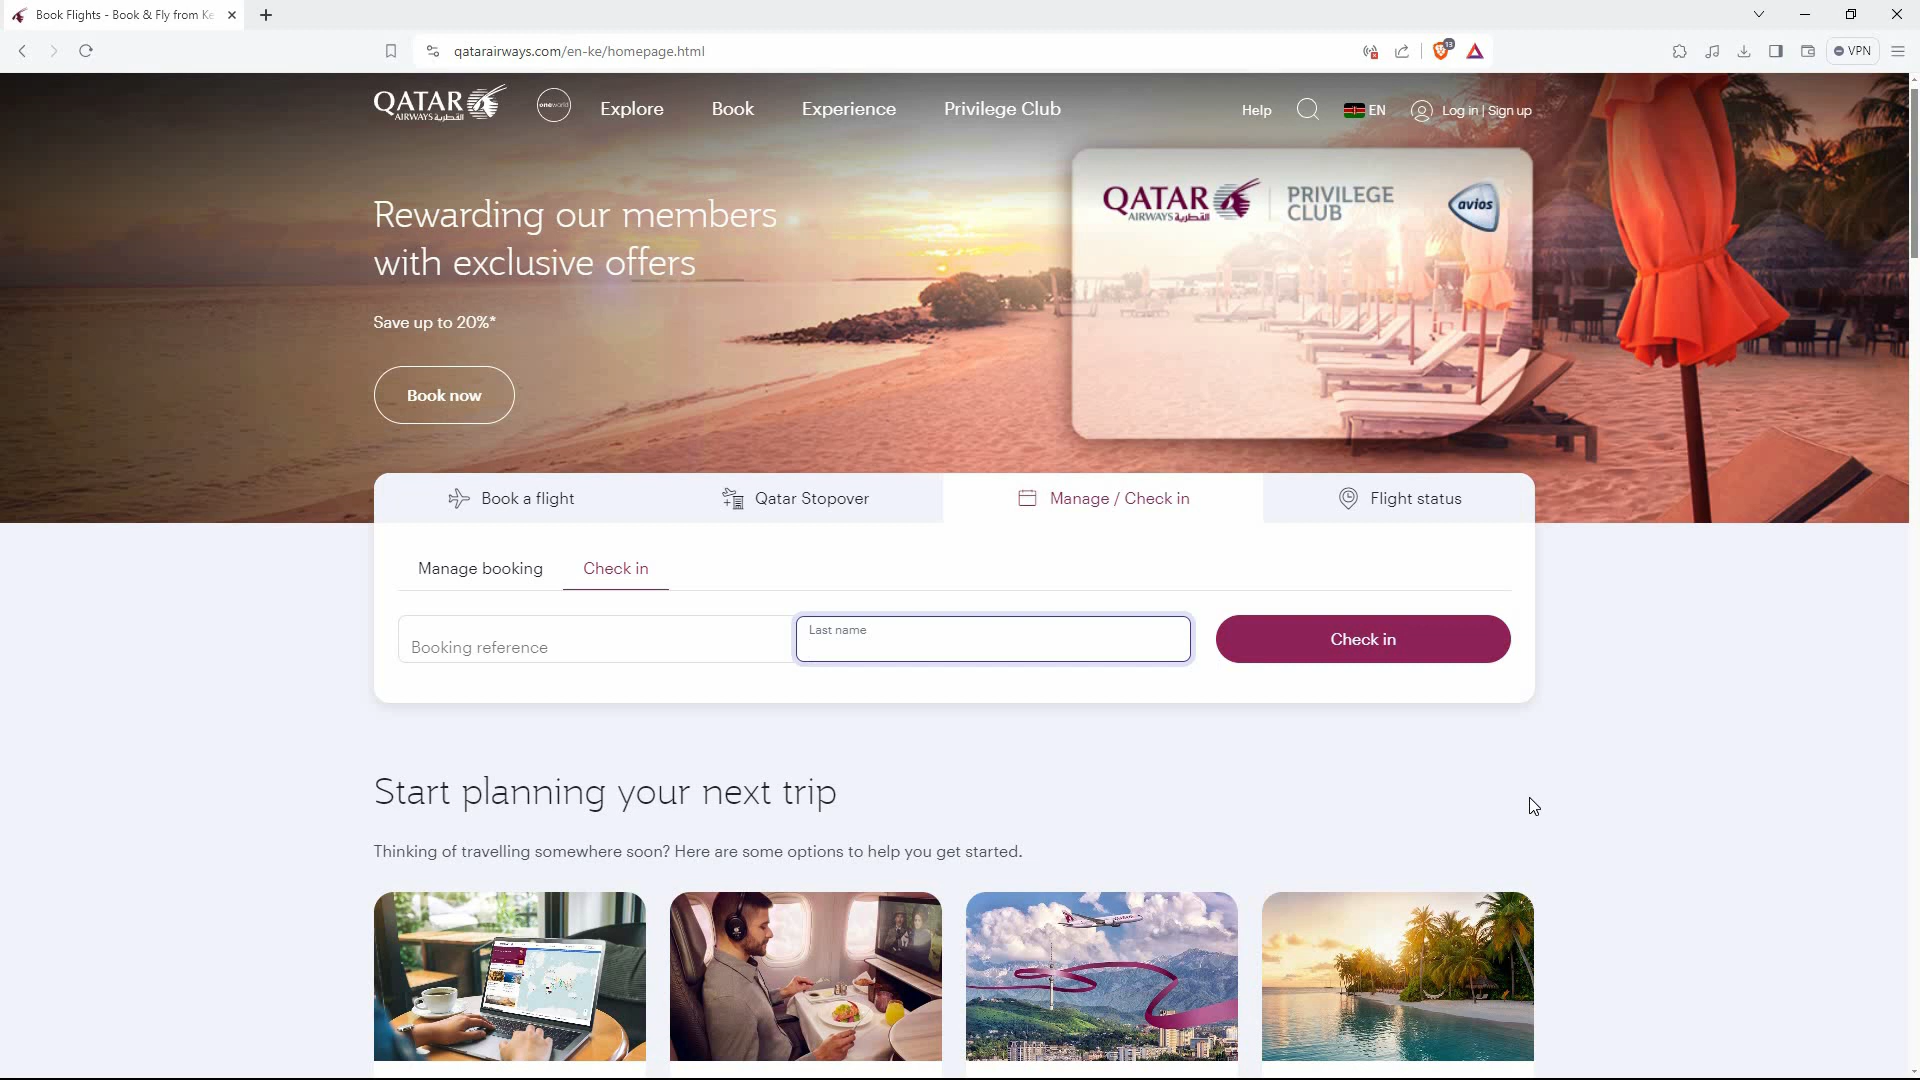 Book Flights - Book & Fly from Ke
qatarairways.com/en-ke/homepage.html
13
VPN
QATAR
AIRWAYS القطرية
oneworld
Explore
Book
Experience
Privilege Club
Help
EN
Log in | Sign up
Rewarding our members
with exclusive offers
Save up to 20%*
Book now
QATAR
AIRWAYS القطرية
PRIVILEGE
CLUB
avios
Book a flight
Qatar Stopover
Manage / Check in
Flight status
Manage booking
Check in
Booking reference
Last name
Check in
Start planning your next trip
Thinking of travelling somewhere soon? Here are some options to help you get started.